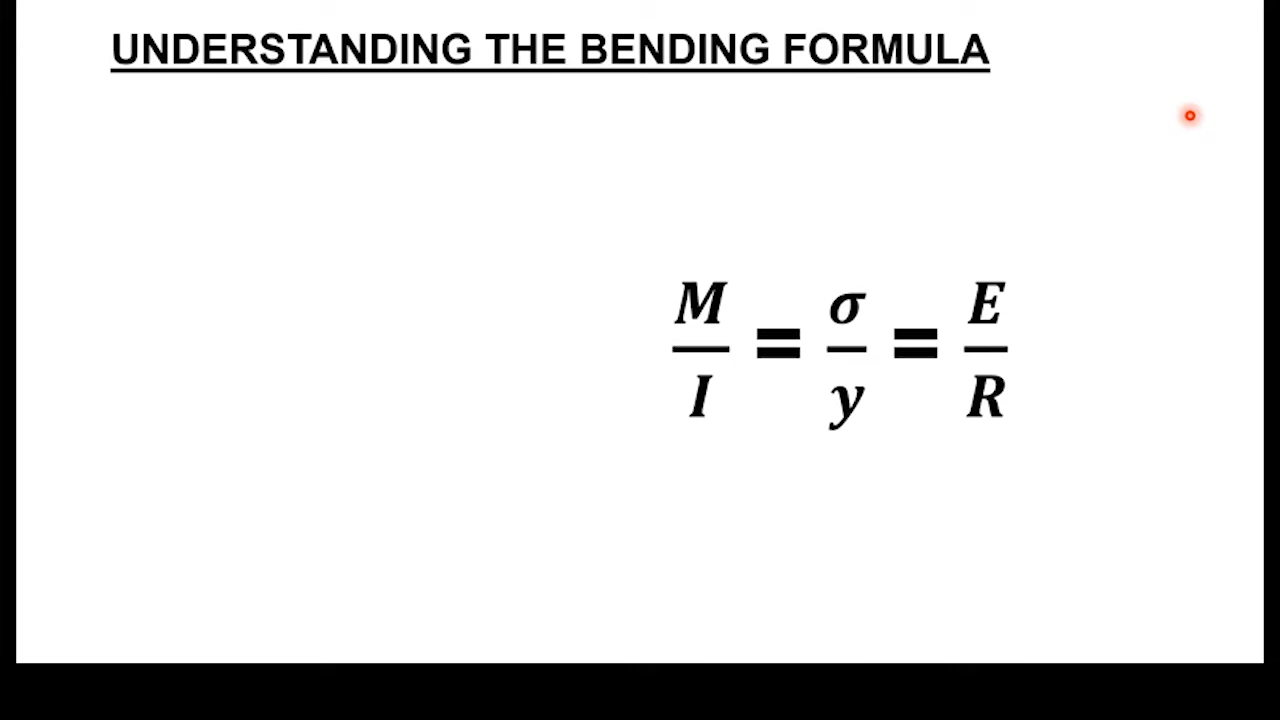 UNDERSTANDING THE BENDING FORMULA
M/I = σ/y = E/R